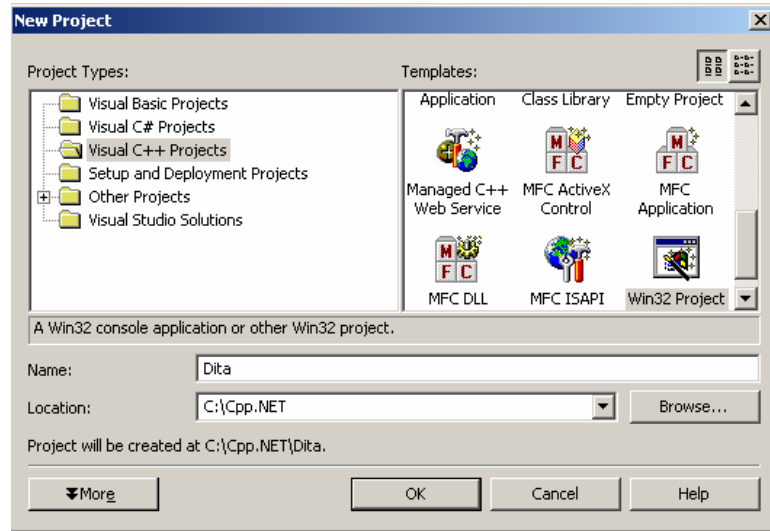 New Project
Project Types:
Templates:
Visual Basic Projects
Visual C# Projects
Visual C++ Projects
Setup and Deployment Projects
Other Projects
Visual Studio Solutions
Application Class Library Empty Project
Managed C++ MFC ActiveX MFC
Web Service Control Application
MFC DLL MFC ISAPI Win32 Project
A Win32 console application or other Win32 project.
Name: Dita
Location: C:\Cpp.NET Browse...
Project will be created at C:\Cpp.NET\Dita.
More OK Cancel Help